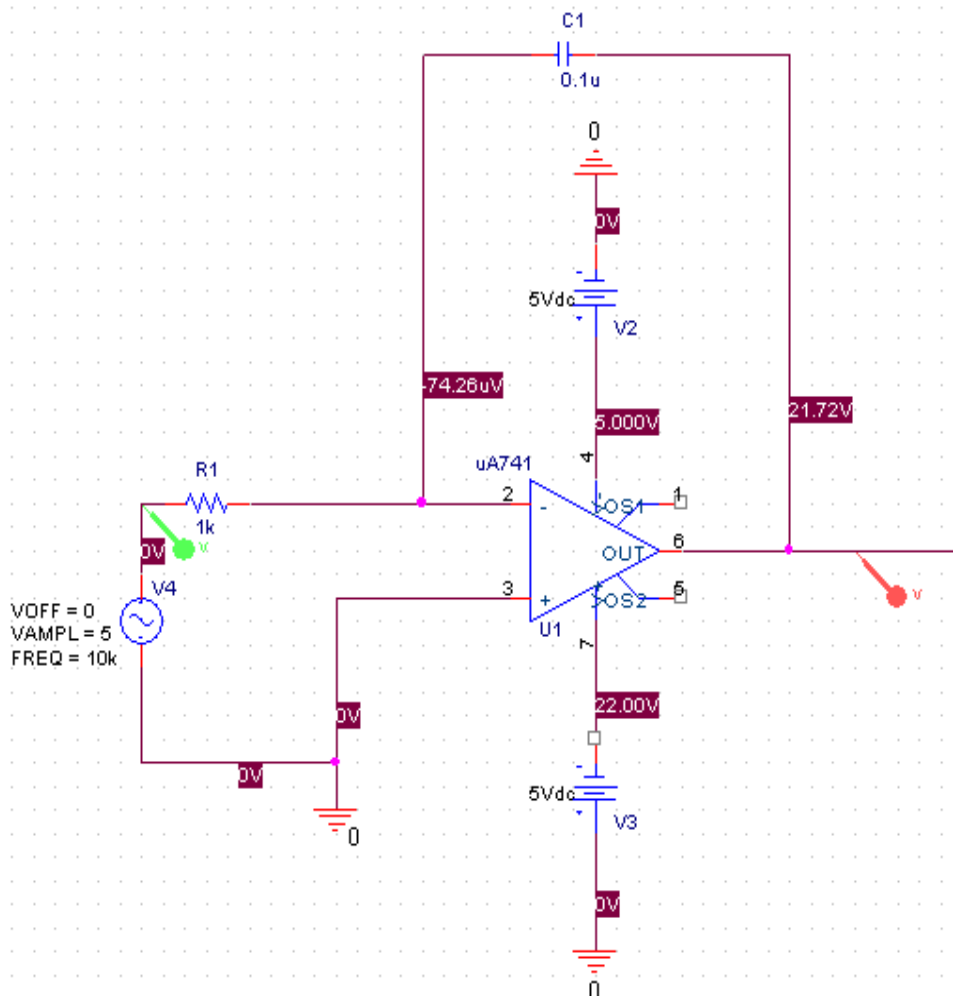 C1
0.1u
0
0V
5Vdc
V2
-74.26uV
5.000V
21.72V
4
uA741
R1
2
-
1
OS1
1k
6
OUT
0V
V
V4
3
+
OS2
5
V
VOFF = 0
VAMPL = 5
FREQ = 10k
U1
7
22.00V
0V
0V
0
5Vdc
V3
0V
0